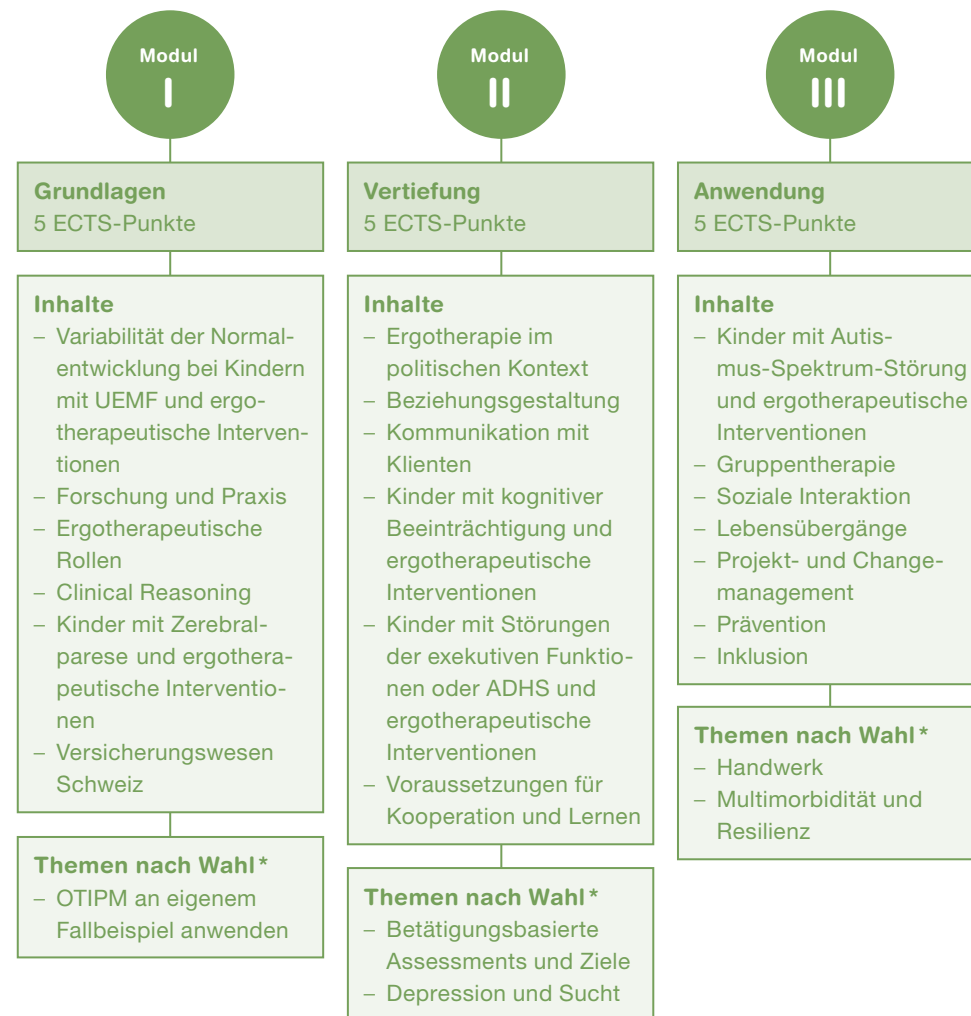 Modul
I
Grundlagen
5 ECTS-Punkte
Inhalte
– Variabilität der Normal-
entwicklung bei Kindern
mit UEMF und ergo-
therapeutische Interven-
tionen
– Forschung und Praxis
– Ergotherapeutische
Rollen
– Clinical Reasoning
– Kinder mit Zerebral-
parese und ergothera-
peutische Interventio-
nen
– Versicherungswesen
Schweiz
Themen nach Wahl*
– OTIPM an eigenem
Fallbeispiel anwenden
Modul
II
Vertiefung
5 ECTS-Punkte
Inhalte
– Ergotherapie im
politischen Kontext
– Beziehungsgestaltung
– Kommunikation mit
Klienten
– Kinder mit kognitiver
Beeinträchtigung und
ergotherapeutische
Interventionen
– Kinder mit Störungen
der exekutiven Funktio-
nen oder ADHS und
ergotherapeutische
Interventionen
– Voraussetzungen für
Kooperation und Lernen
Themen nach Wahl*
– Betätigungsbasierte
Assessments und Ziele
– Depression und Sucht
Modul
III
Anwendung
5 ECTS-Punkte
Inhalte
– Kinder mit Autis-
mus-Spektrum-Störung
und ergotherapeutische
Interventionen
– Gruppentherapie
– Soziale Interaktion
– Lebensübergänge
– Projekt- und Change-
management
– Prävention
– Inklusion
Themen nach Wahl*
– Handwerk
– Multimorbidität und
Resilienz